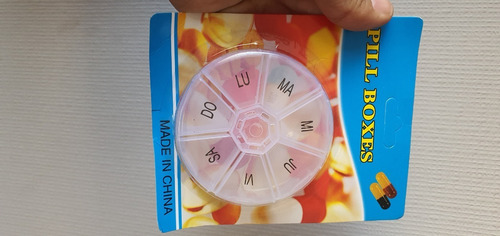 PILL BOXES
LU
MA
MI
JU
VI
SA
DO
MADE IN CHINA